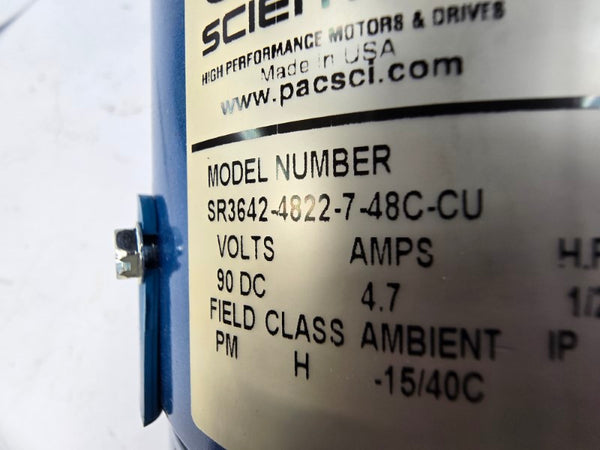 HIGH PERFORMANCE MOTORS & DRIVES
Made in USA
www.pacsci.com
MODEL NUMBER
SR3642-4822-7-48C-CU
VOLTS AMPS
90 DC 4.7
FIELD CLASS AMBIENT IP
PM H -15/40C